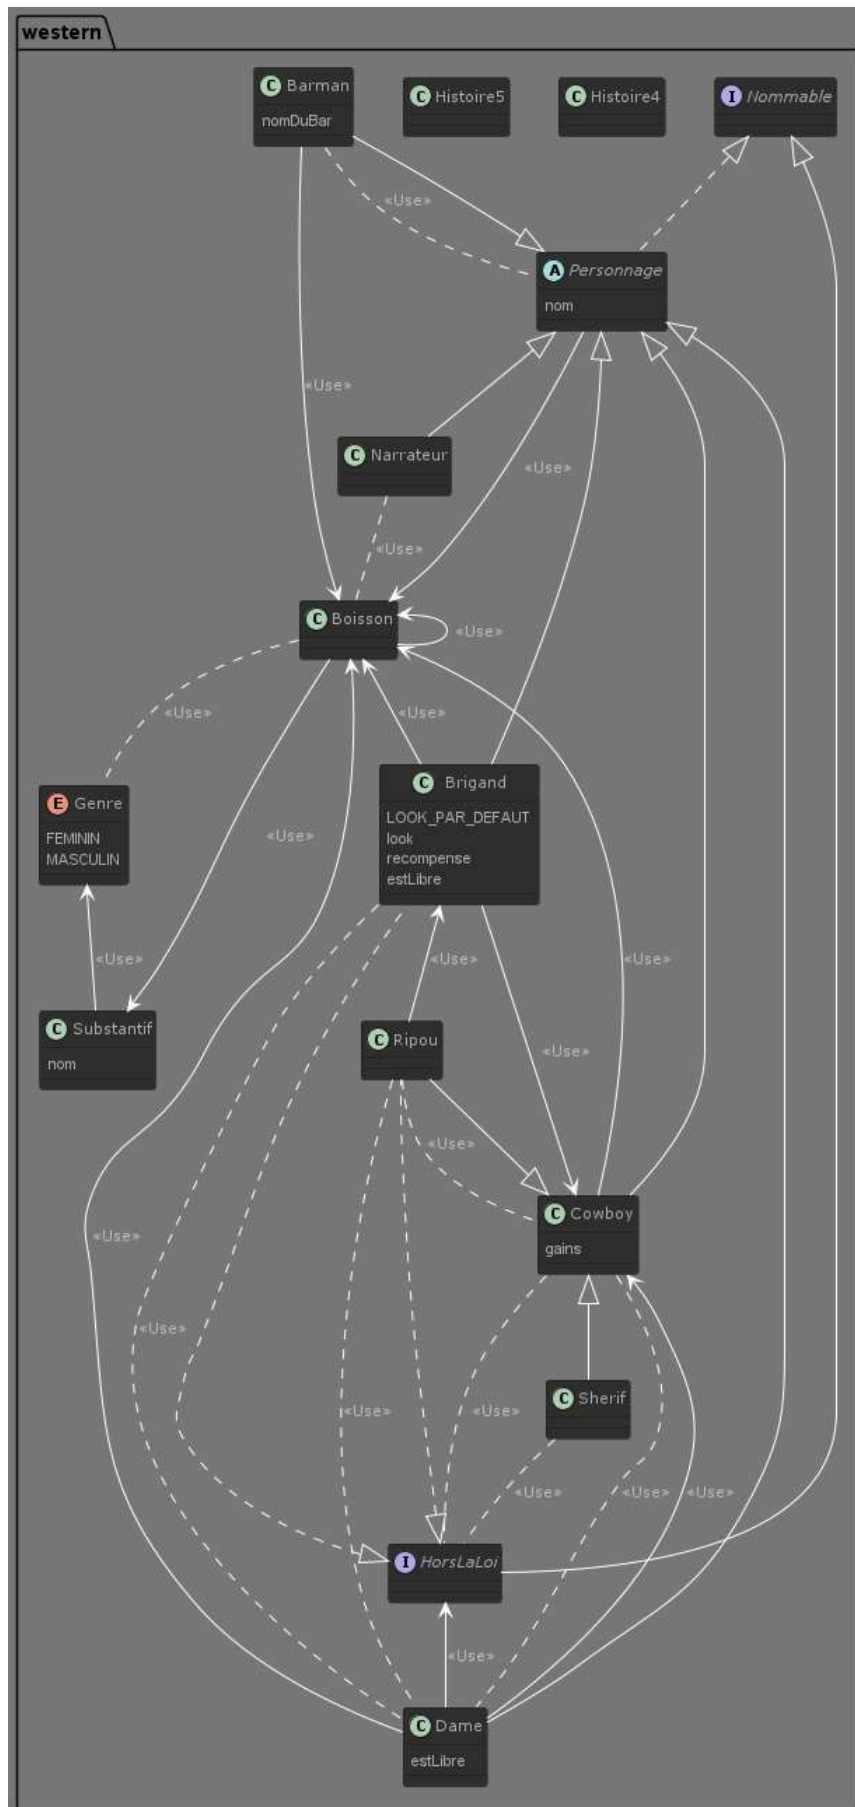 western
C Barman
nomDuBar
C Histoire5
C Histoire4
I Nommable
«Use»
A Personnage
nom
«Use»
C Narrateur
«Use»
«Use»
C Boisson
«Use»
«Use»
«Use»
E Genre
FEMININ
MASCULIN
C Brigand
LOOK_PAR_DEFAUT
look
recompense
estLibre
«Use»
«Use»
«Use»
«Use»
C Substantif
nom
C Ripou
«Use»
«Use»
C Cowboy
gains
«Use»
«Use»
C Sherif
«Use»
«Use»
«Use»
«Use»
«Use»
I HorsLaLoi
«Use»
C Dame
estLibre